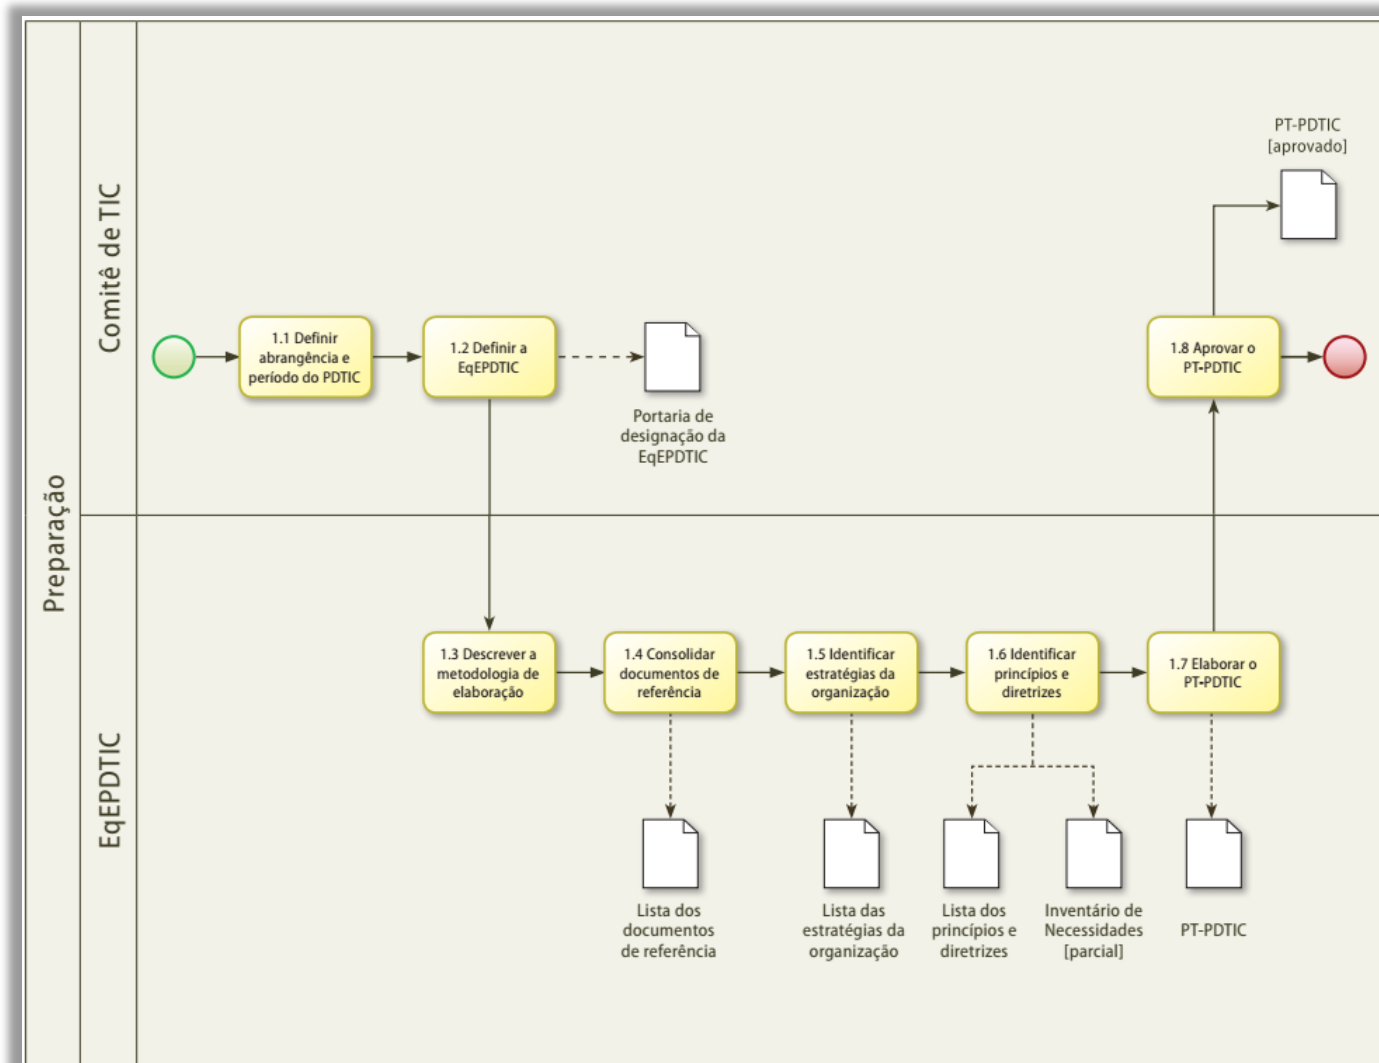 Preparação
Comitê de TIC
PT-PDTIC
[aprovado]
1.1 Definir
abrangência e
período do PDTIC
1.2 Definir a
EqEPDTIC
Portaria de
designação da
EqEPDTIC
1.8 Aprovar o
PT-PDTIC
EqEPDTIC
1.3 Descrever a
metodologia de
elaboração
1.4 Consolidar
documentos de
referência
1.5 Identificar
estratégias da
organização
1.6 Identificar
princípios e
diretrizes
1.7 Elaborar o
PT-PDTIC
Lista dos
documentos
de referência
Lista das
estratégias da
organização
Lista dos
princípios e
diretrizes
Inventário de
Necessidades
[parcial]
PT-PDTIC